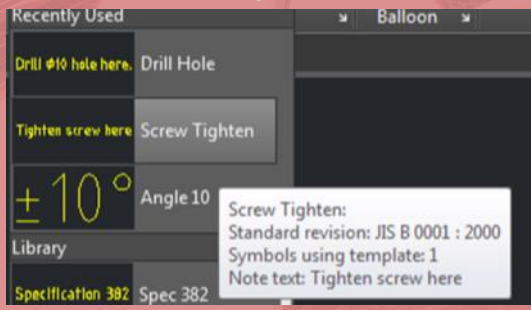 Recently Used
Balloon
Drill ϕ10 hole here. Drill Hole
Tighten screw here Screw Tighten
±10° Angle 10
Screw Tighten:
Standard revision: JIS B 0001 : 2000
Symbols using template: 1
Note text: Tighten screw here
Library
Specification 382 Spec 382